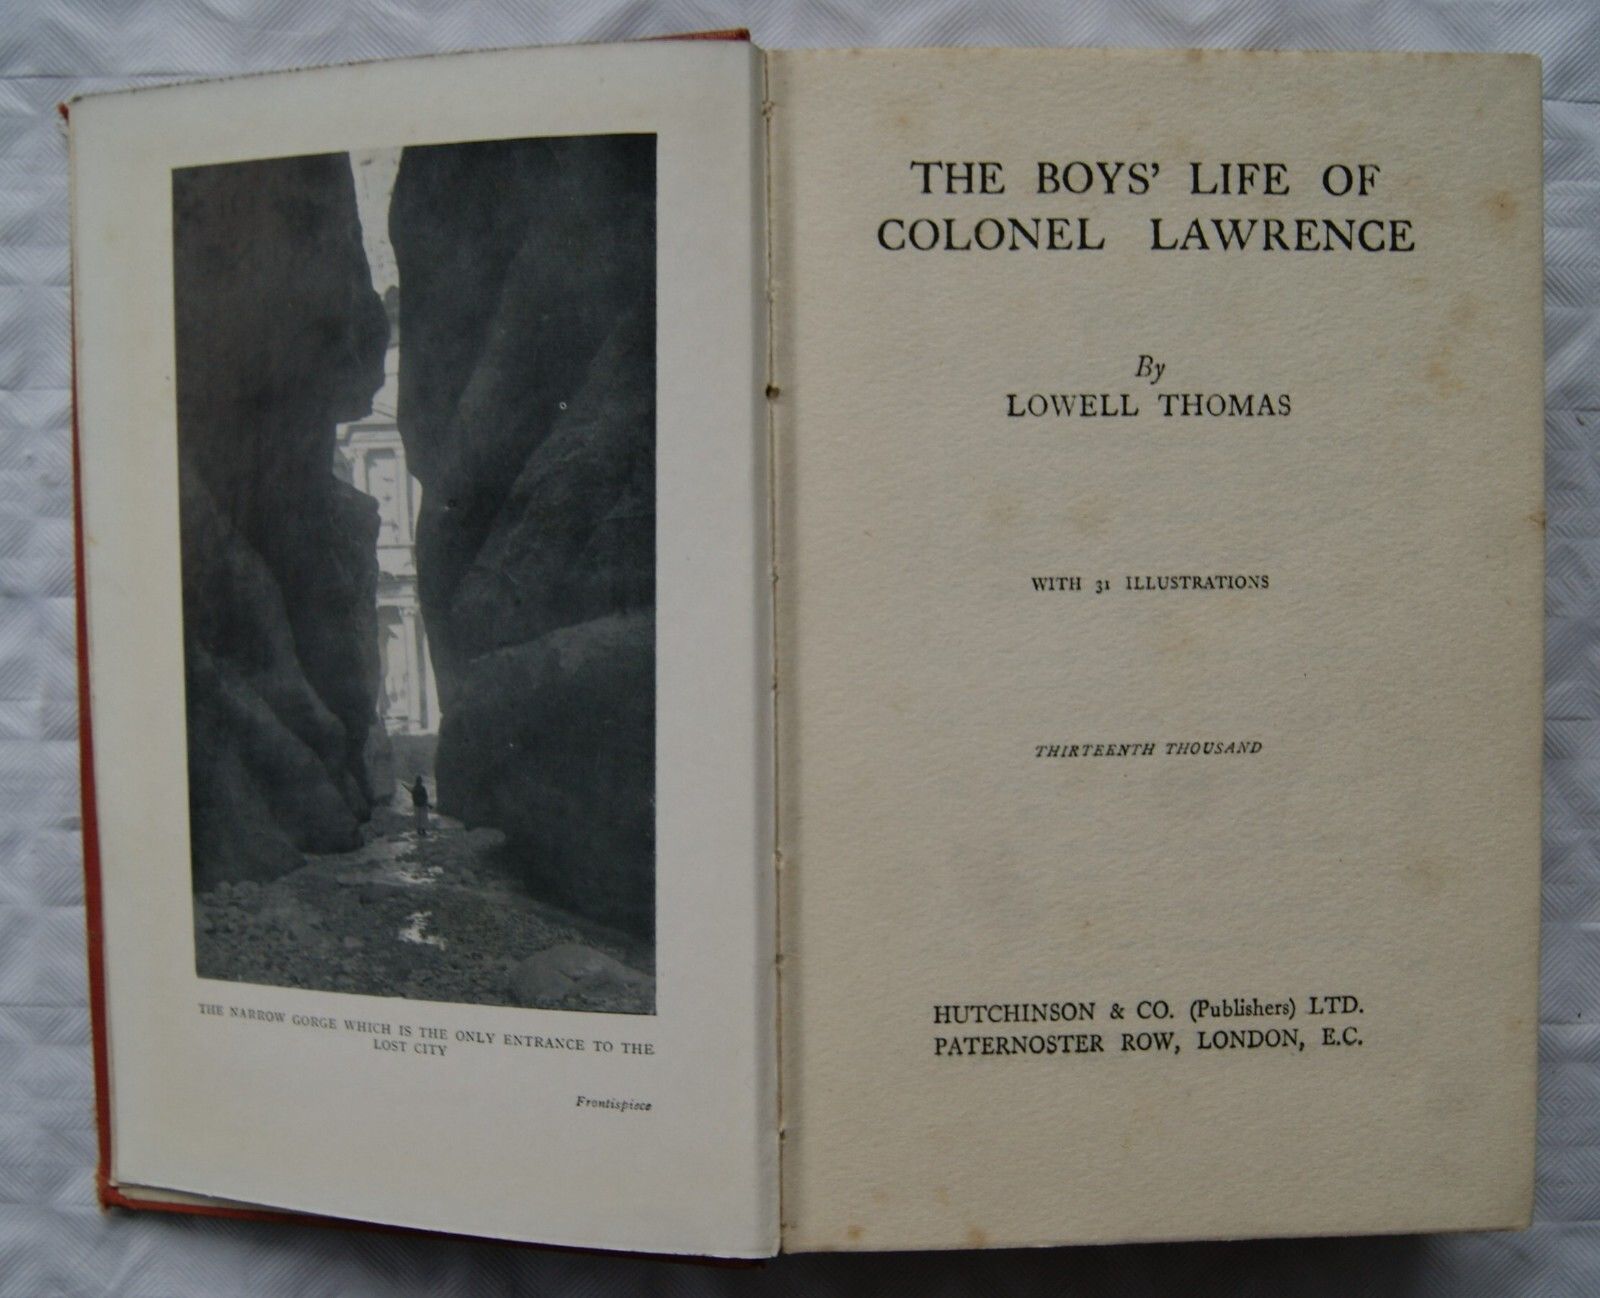 THE NARROW GORGE WHICH IS THE ONLY ENTRANCE TO THE
LOST CITY
Frontispiece
THE BOYS' LIFE OF
COLONEL LAWRENCE
By
LOWELL THOMAS
WITH 31 ILLUSTRATIONS
THIRTEENTH THOUSAND
HUTCHINSON & CO. (Publishers) LTD.
PATERNOSTER ROW, LONDON, E.C.